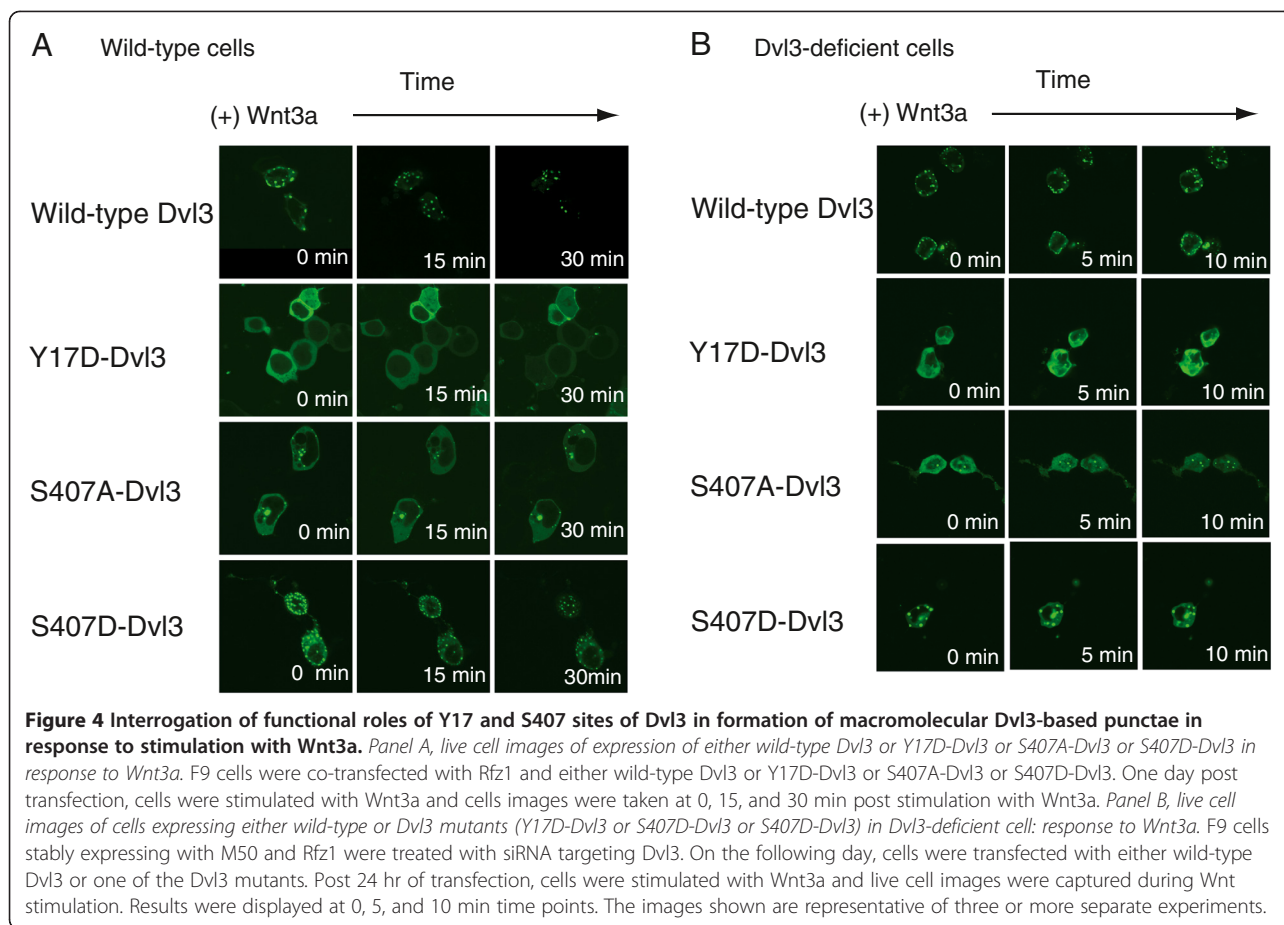 A Wild-type cells
Time
(+) Wnt3a
Wild-type Dvl3
0 min
15 min
30 min
Y17D-Dvl3
0 min
15 min
30 min
S407A-Dvl3
0 min
15 min
30 min
S407D-Dvl3
0 min
15 min
30min
B Dvl3-deficient cells
Time
(+) Wnt3a
Wild-type Dvl3
0 min
5 min
10 min
Y17D-Dvl3
0 min
5 min
10 min
S407A-Dvl3
0 min
5 min
10 min
S407D-Dvl3
0 min
5 min
10 min
Figure 4 Interrogation of functional roles of Y17 and S407 sites of Dvl3 in formation of macromolecular Dvl3-based punctae in
response to stimulation with Wnt3a. Panel A, live cell images of expression of either wild-type Dvl3 or Y17D-Dvl3 or S407A-Dvl3 or S407D-Dvl3 in
response to Wnt3a. F9 cells were co-transfected with Rfz1 and either wild-type Dvl3 or Y17D-Dvl3 or S407A-Dvl3 or S407D-Dvl3. One day post
transfection, cells were stimulated with Wnt3a and cells images were taken at 0, 15, and 30 min post stimulation with Wnt3a. Panel B, live cell
images of cells expressing either wild-type or Dvl3 mutants (Y17D-Dvl3 or S407D-Dvl3 or S407D-Dvl3) in Dvl3-deficient cell: response to Wnt3a. F9 cells
stably expressing with M50 and Rfz1 were treated with siRNA targeting Dvl3. On the following day, cells were transfected with either wild-type
Dvl3 or one of the Dvl3 mutants. Post 24 hr of transfection, cells were stimulated with Wnt3a and live cell images were captured during Wnt
stimulation. Results were displayed at 0, 5, and 10 min time points. The images shown are representative of three or more separate experiments.